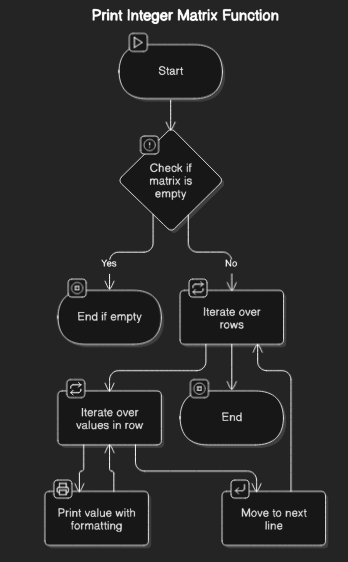 Print Integer Matrix Function
Start
Check if
matrix is
empty
Yes
No
End if empty
Iterate over
rows
Iterate over
values in row
End
Print value with
formatting
Move to next
line